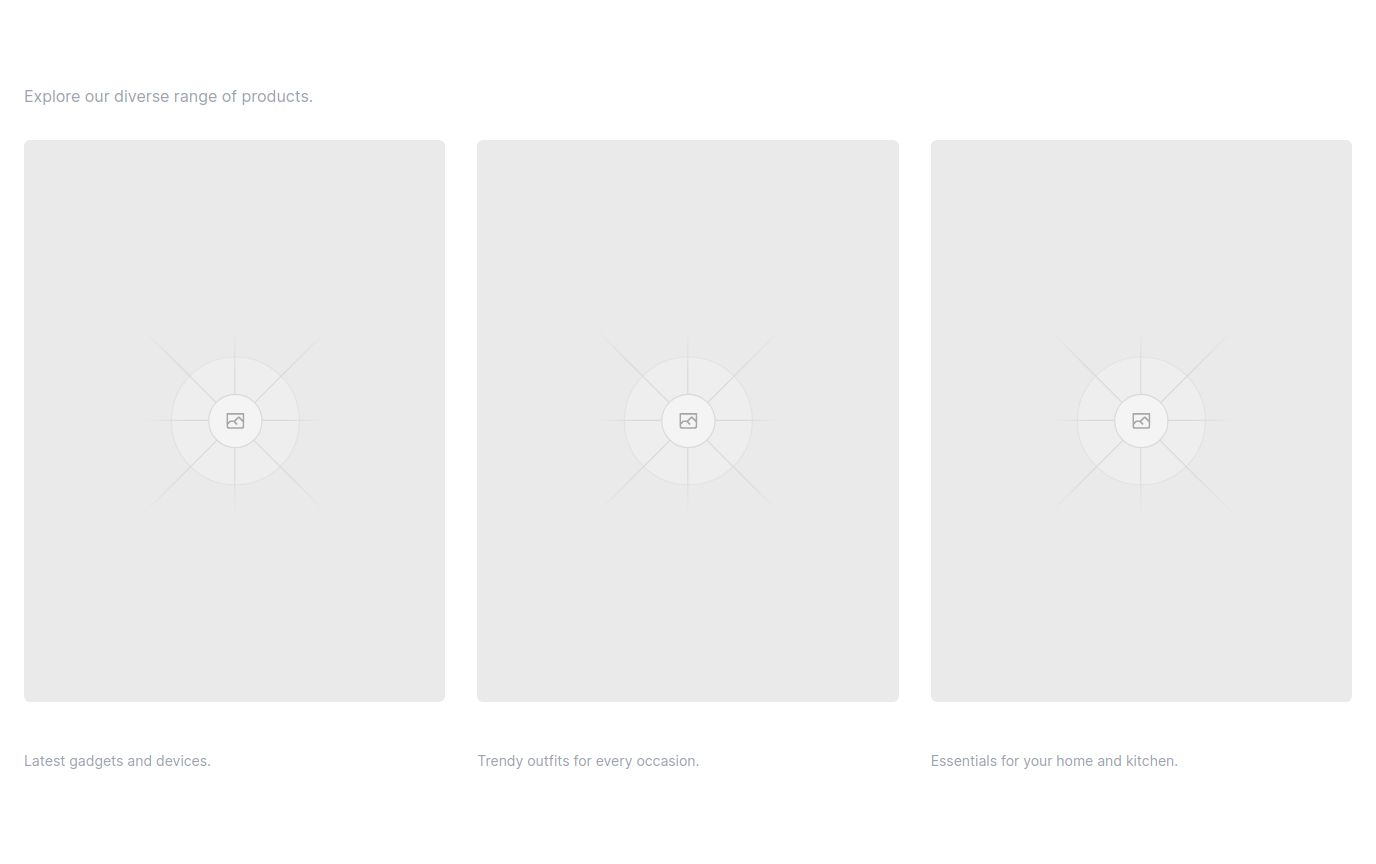 Explore our diverse range of products.
Latest gadgets and devices.
Trendy outfits for every occasion.
Essentials for your home and kitchen.